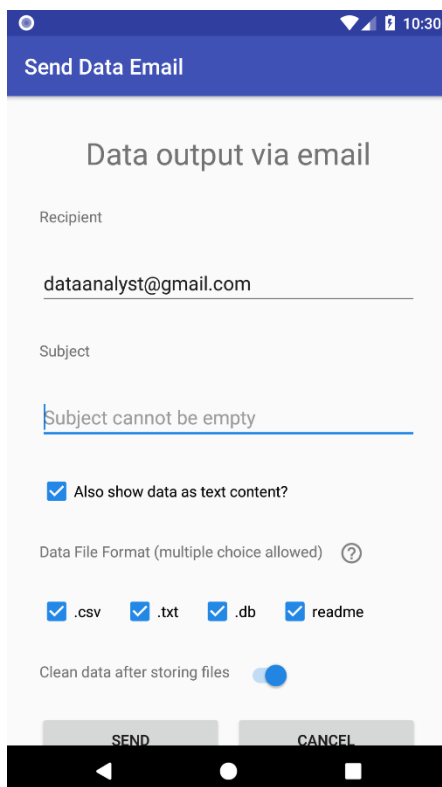 10:30
Send Data Email
Data output via email
Recipient
dataanalyst@gmail.com
Subject
Subject cannot be empty
Also show data as text content?
Data File Format (multiple choice allowed) ?
.csv .txt .db readme
Clean data after storing files
SEND CANCEL